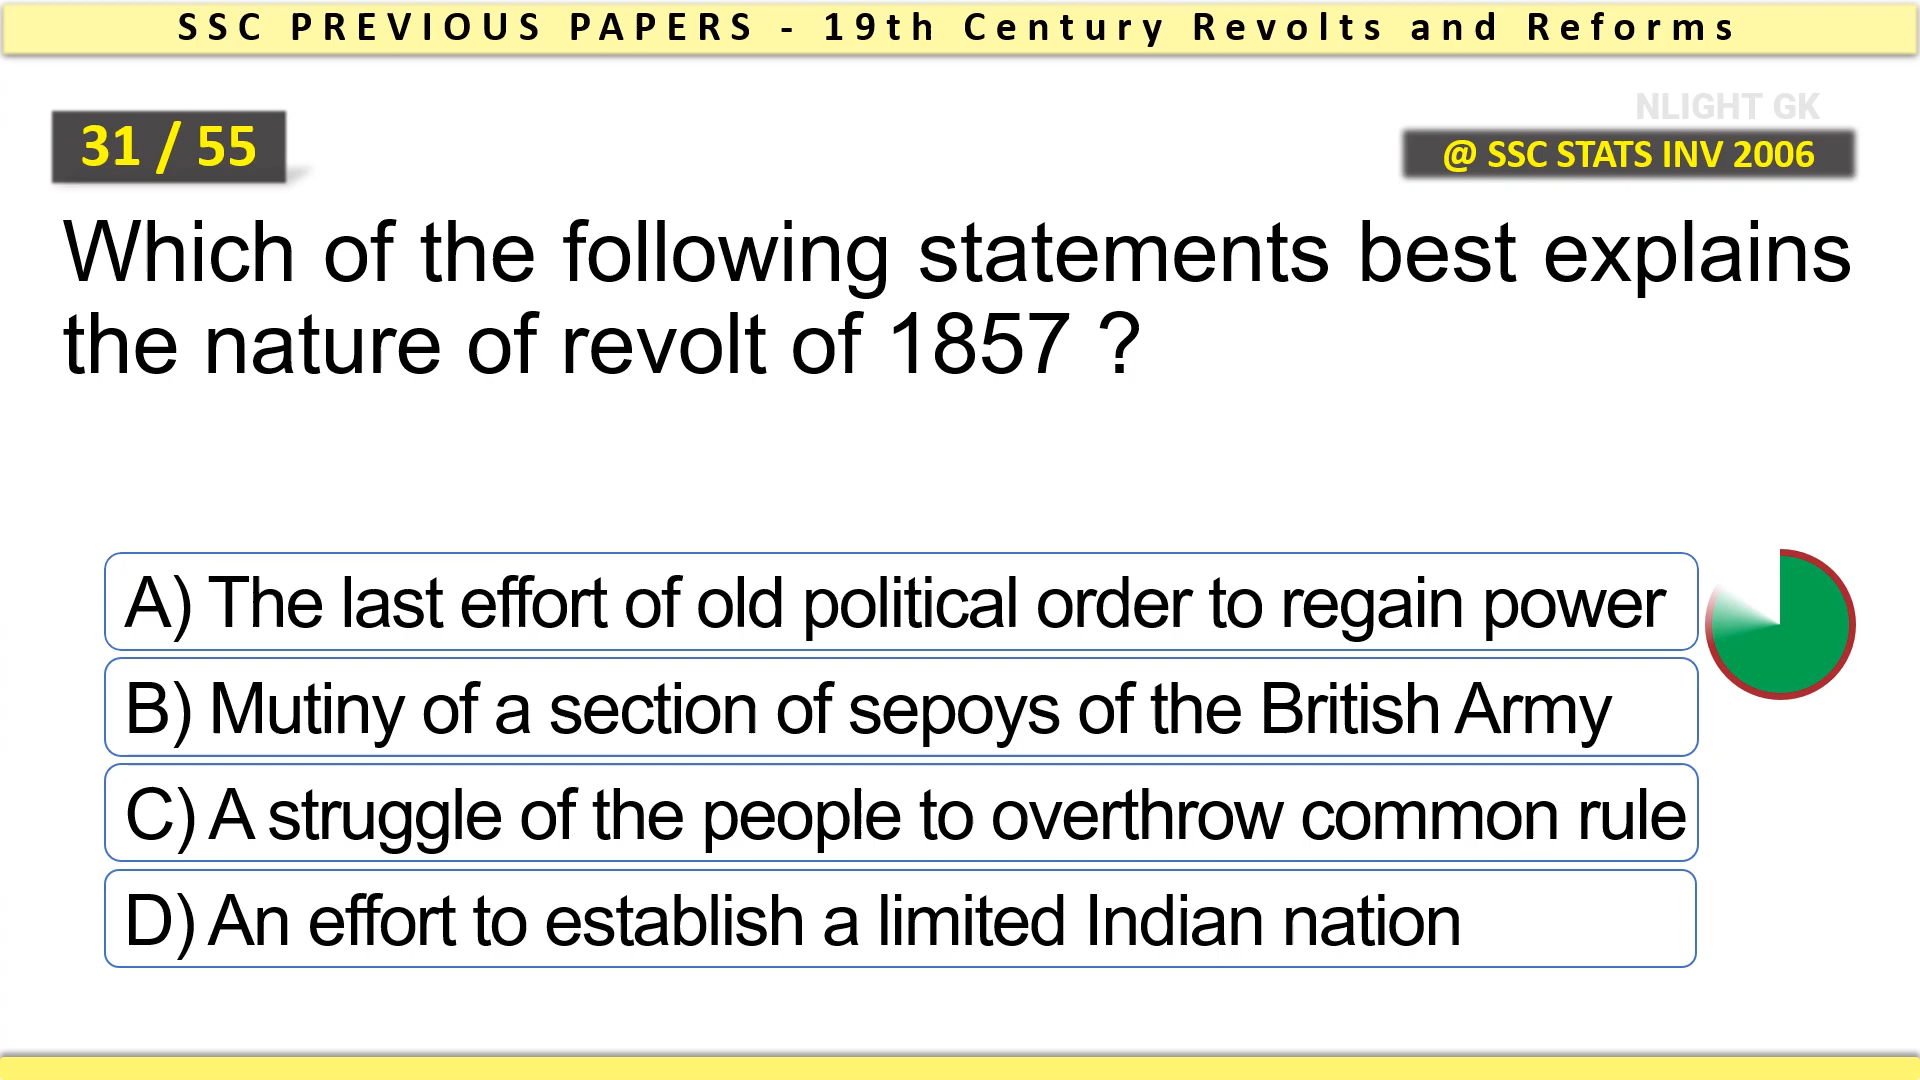 SSC PREVIOUS PAPERS - 19th Century Revolts and Reforms
NLIGHT GK
31 / 55
@ SSC STATS INV 2006
Which of the following statements best explains
the nature of revolt of 1857 ?
A) The last effort of old political order to regain power
B) Mutiny of a section of sepoys of the British Army
C) A struggle of the people to overthrow common rule
D) An effort to establish a limited Indian nation